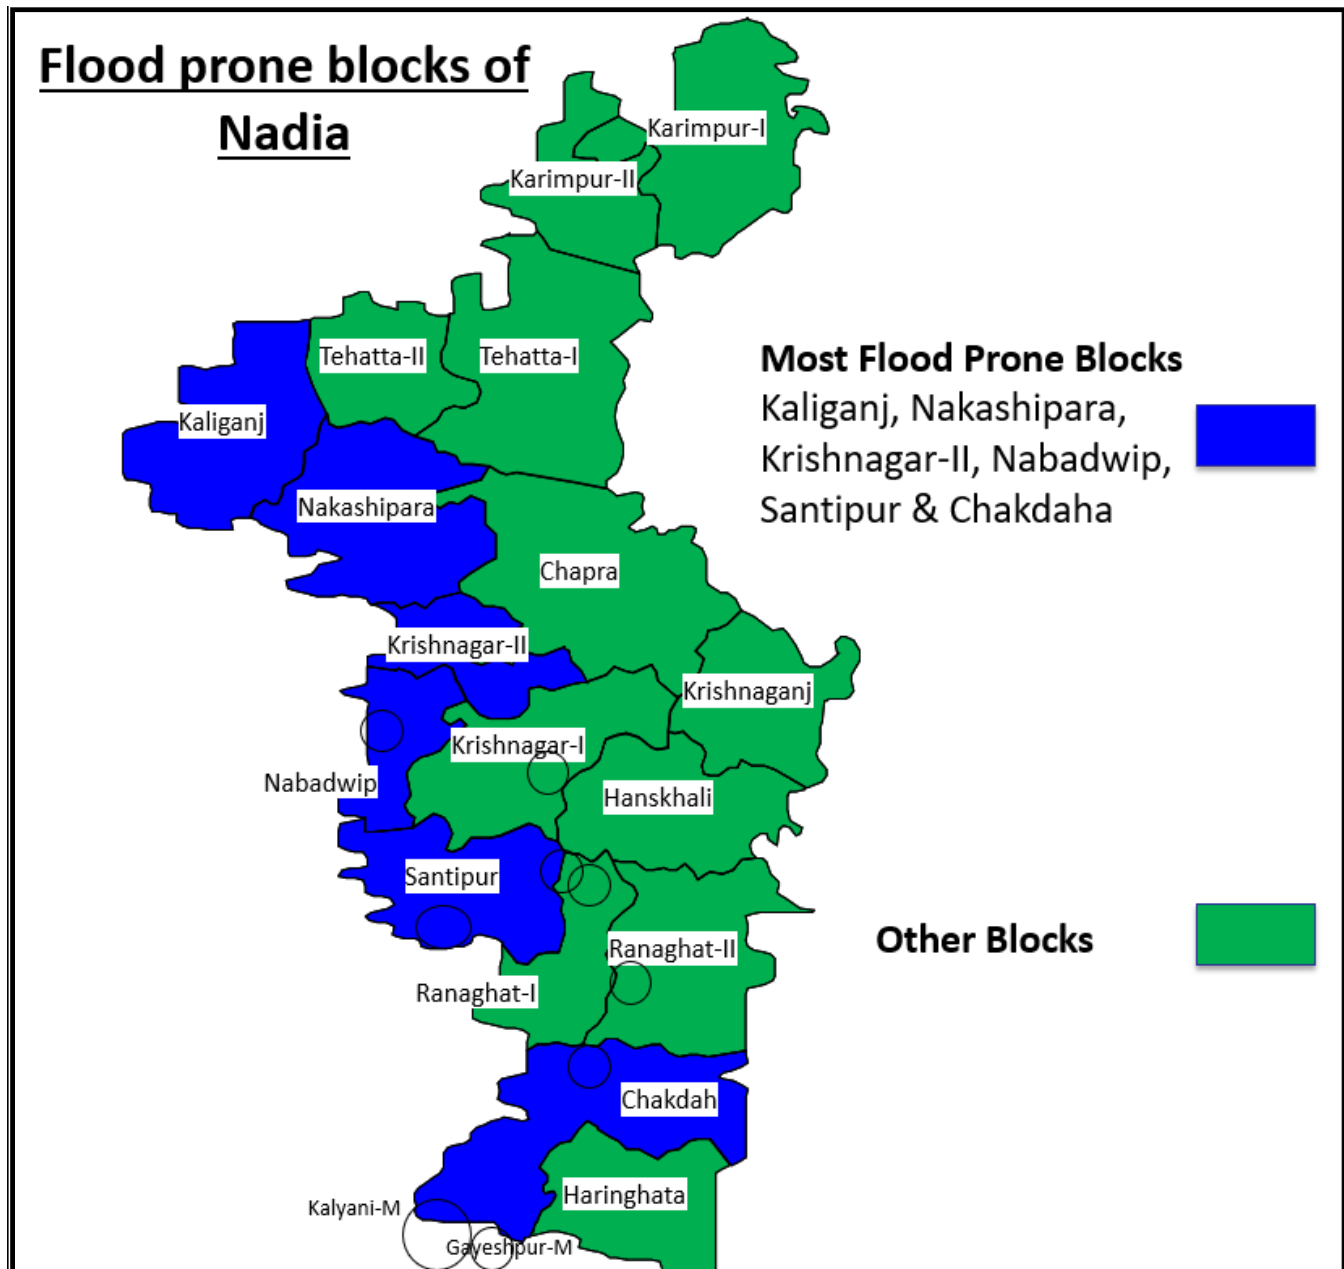 Flood prone blocks of
Nadia
Karimpur-I
Karimpur-II
Tehatta-II
Tehatta-I
Most Flood Prone Blocks
Kaliganj, Nakashipara,
Krishnagar-II, Nabadwip,
Santipur & Chakdaha
Kaliganj
Nakashipara
Chapra
Krishnagar-II
Krishnaganj
Krishnagar-I
Nabadwip
Hanskhali
Santipur
Other Blocks
Ranaghat-II
Ranaghat-I
Chakdah
Haringhata
Kalyani-M
Gayeshpur-M